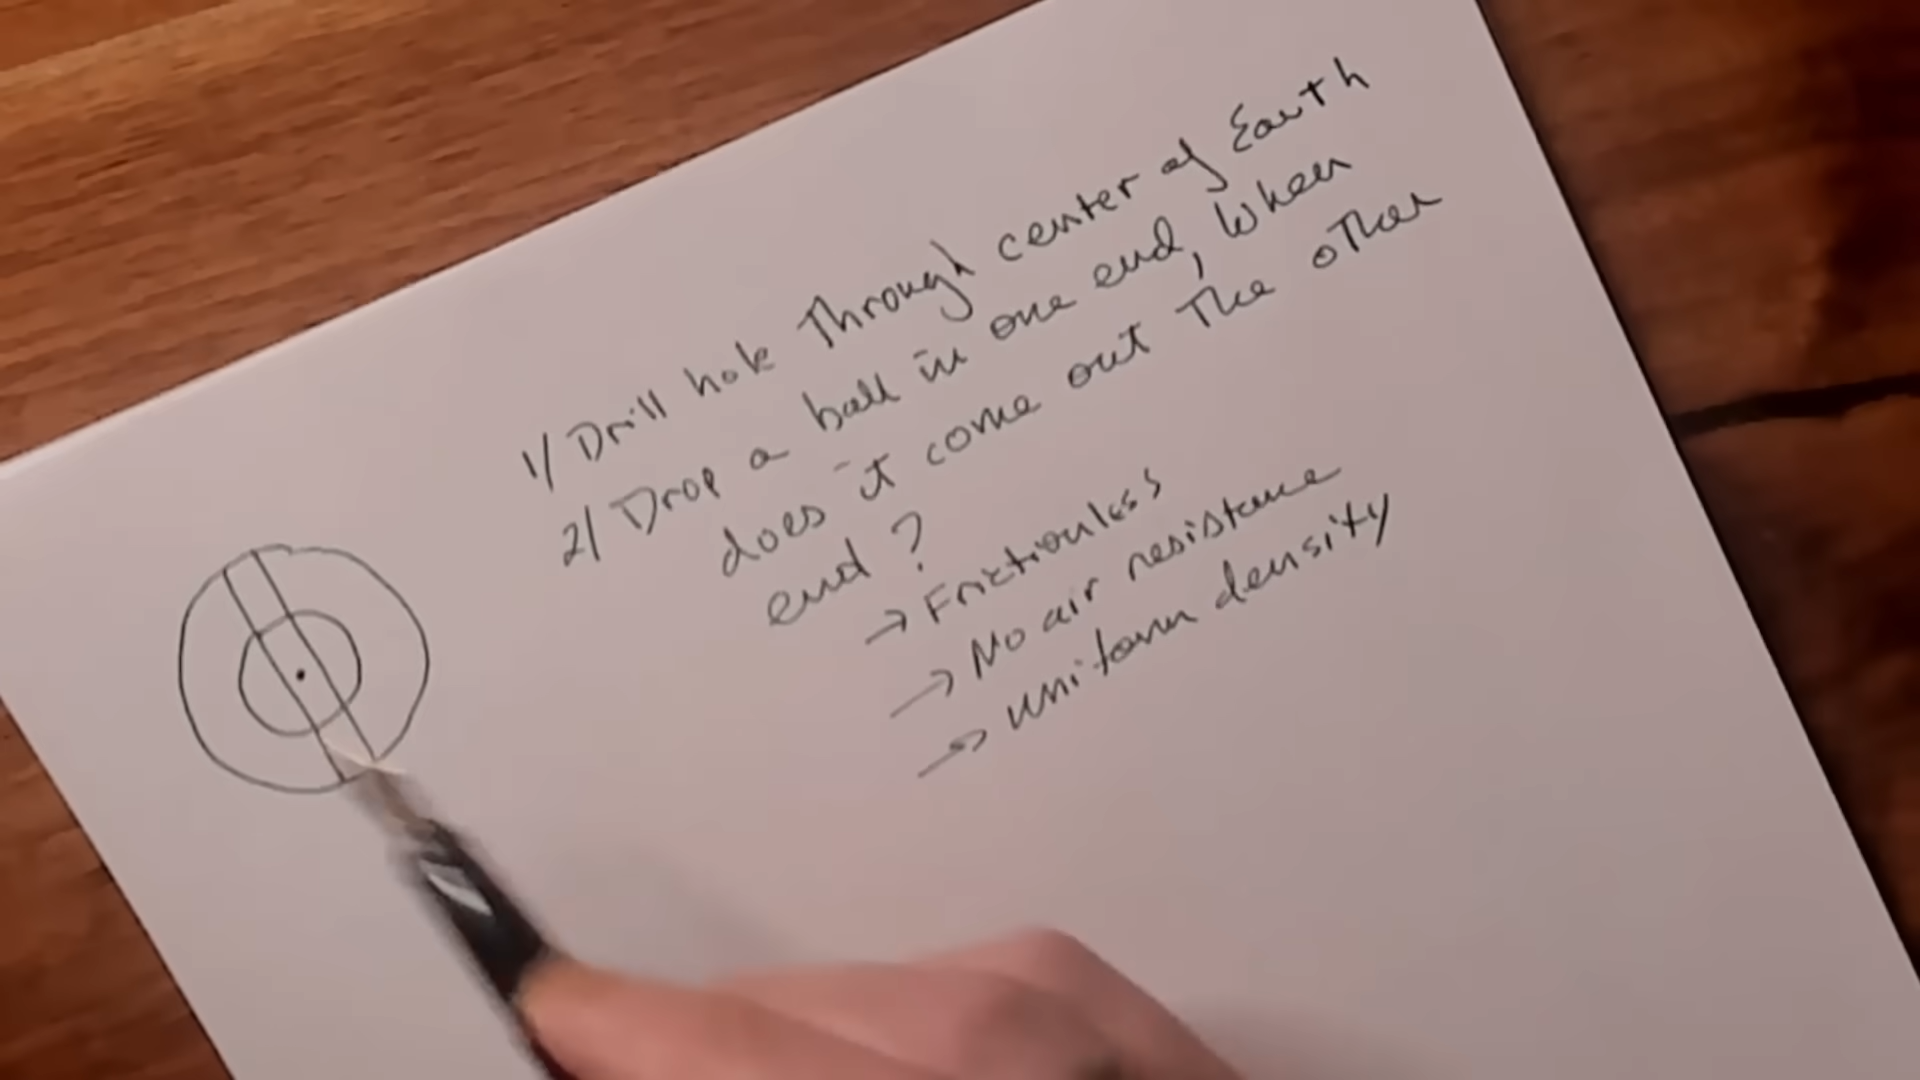 1/ Drill hole Through center of Earth
2/ Drop a ball in one end, When
does it come out The other
end ?
→ Frictionless
→ No air resistance
→ uniform density